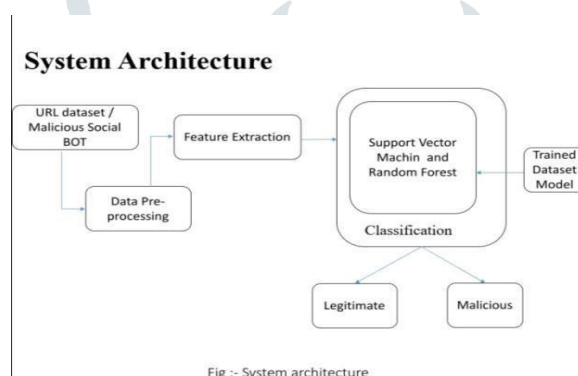 System Architecture
URL dataset /
Malicious Social
BOT
Feature Extraction
Data Pre-
processing
Support Vector
Machin and
Random Forest
Classification
Trained
Dataset
Model
Legitimate
Malicious
Fig :- System architecture